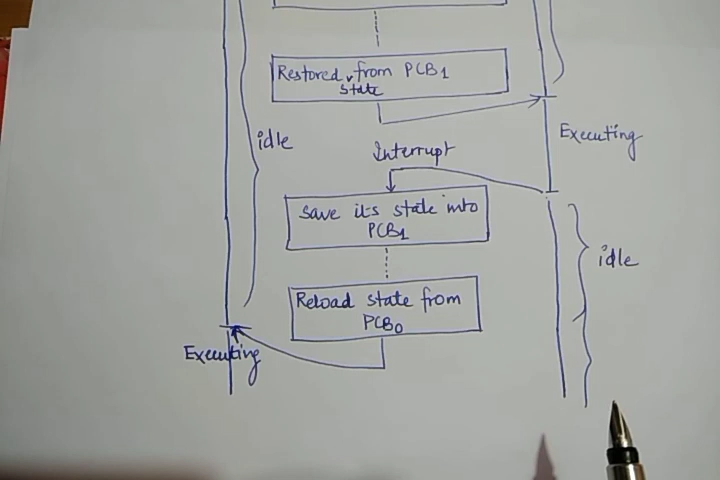 Restored from PCB1
state
Executing
idle
Interrupt
Save its state into
PCB1
idle
Reload state from
PCB0
Executing